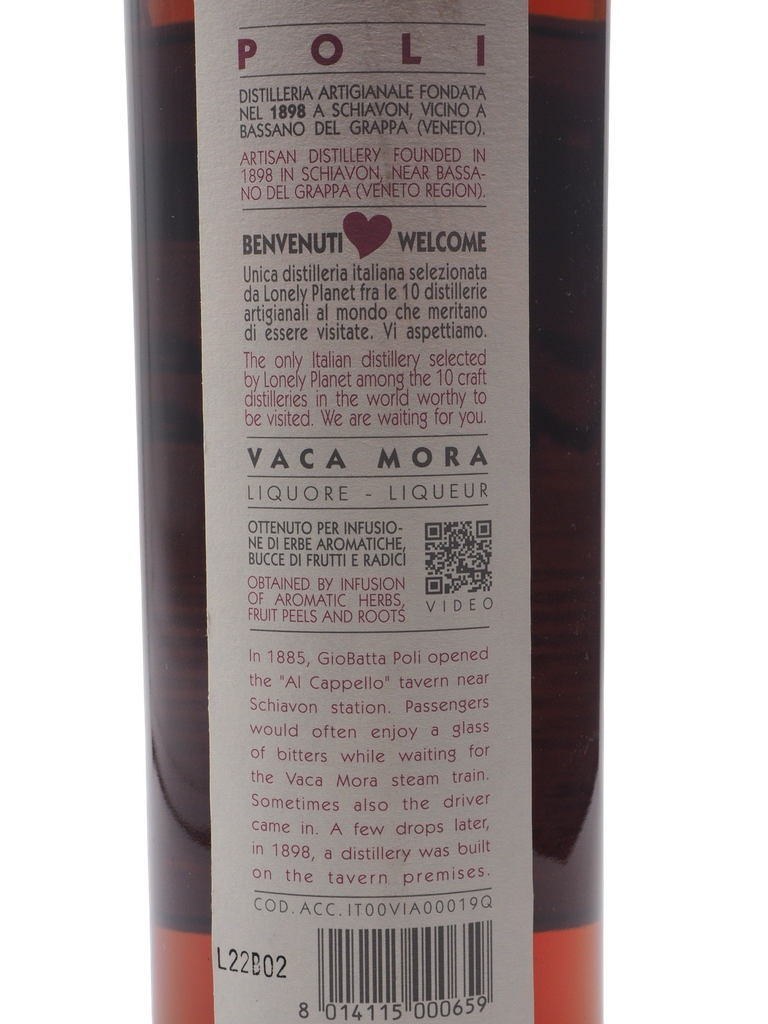 POLI
DISTILLERIA ARTIGIANALE FONDATA
NEL 1898 A SCHIAVON, VICINO A
BASSANO DEL GRAPPA (VENETO).
ARTISAN DISTILLERY FOUNDED IN
1898 IN SCHIAVON, NEAR BASSA-
NO DEL GRAPPA (VENETO REGION).
BENVENUTI WELCOME
Unica distilleria italiana selezionata
da Lonely Planet fra le 10 distillerie
artigianali al mondo che meritano
di essere visitate. Vi aspettiamo.
The only Italian distillery selected
by Lonely Planet among the 10 craft
distilleries in the world worthy to
be visited. We are waiting for you.
VACA MORA
LIQUORE - LIQUEUR
OTTENUTO PER INFUSIO-
NE DI ERBE AROMATICHE,
BUCCE DI FRUTTI E RADICI
OBTAINED BY INFUSION
OF AROMATIC HERBS,
FRUIT PEELS AND ROOTS
VIDEO
In 1885, GioBatta Poli opened
the "Al Cappello" tavern near
Schiavon station. Passengers
would often enjoy a glass
of bitters while waiting for
the Vaca Mora steam train.
Sometimes also the driver
came in. A few drops later,
in 1898, a distillery was built
on the tavern premises.
COD. ACC. IT00VIA00019Q
L22B02
8 014115 000659